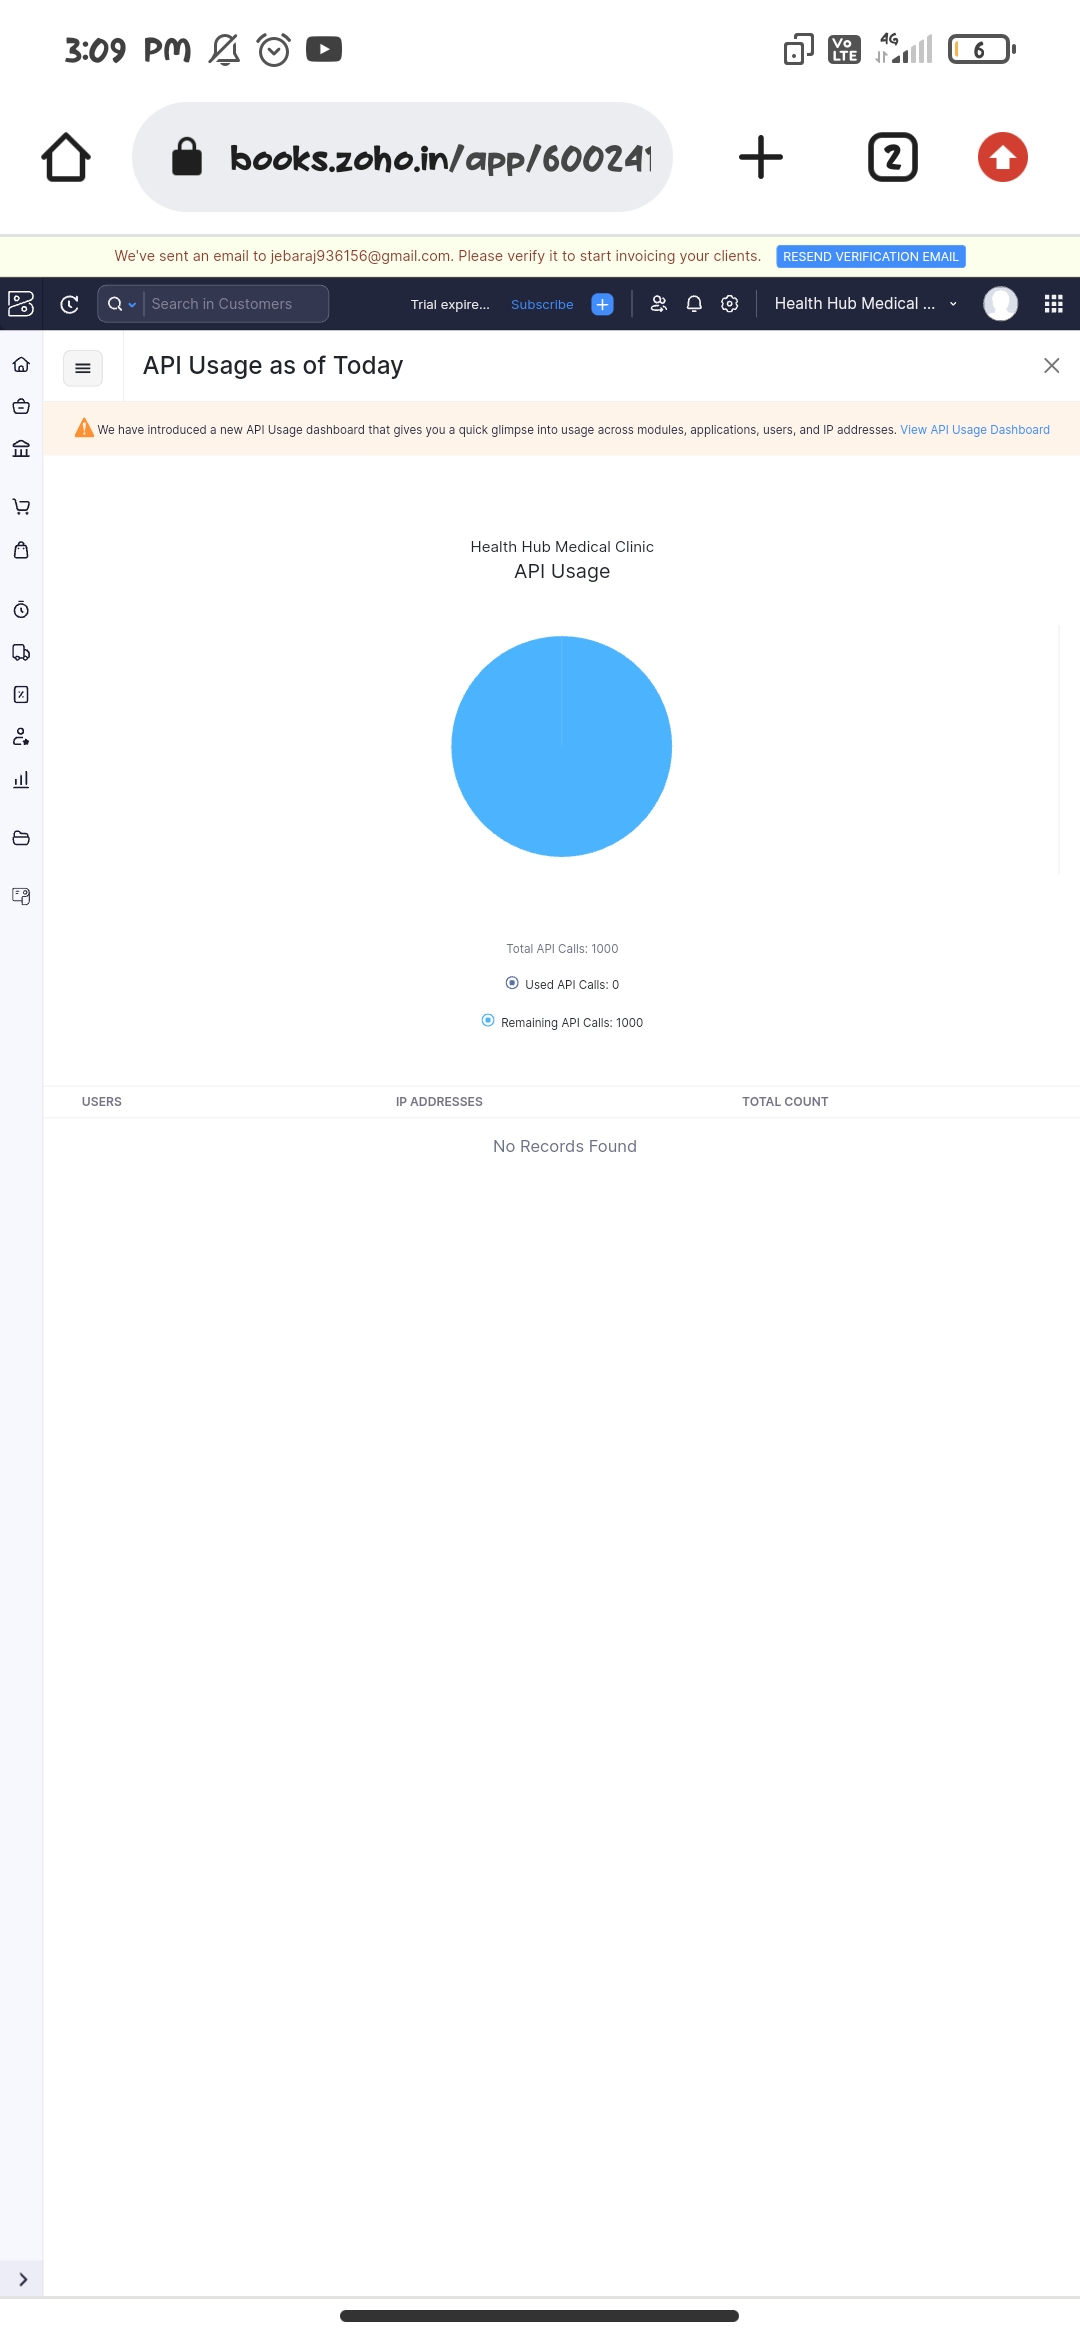 3:09 PM
Vo LTE
4G
6
books.zoho.in/app/600241
2
We've sent an email to jebaraj936156@gmail.com. Please verify it to start invoicing your clients. RESEND VERIFICATION EMAIL
Search in Customers
Trial expire...
Subscribe
Health Hub Medical ...
API Usage as of Today
We have introduced a new API Usage dashboard that gives you a quick glimpse into usage across modules, applications, users, and IP addresses. View API Usage Dashboard
Health Hub Medical Clinic
API Usage
Total API Calls: 1000
Used API Calls: 0
Remaining API Calls: 1000
USERS IP ADDRESSES TOTAL COUNT
No Records Found